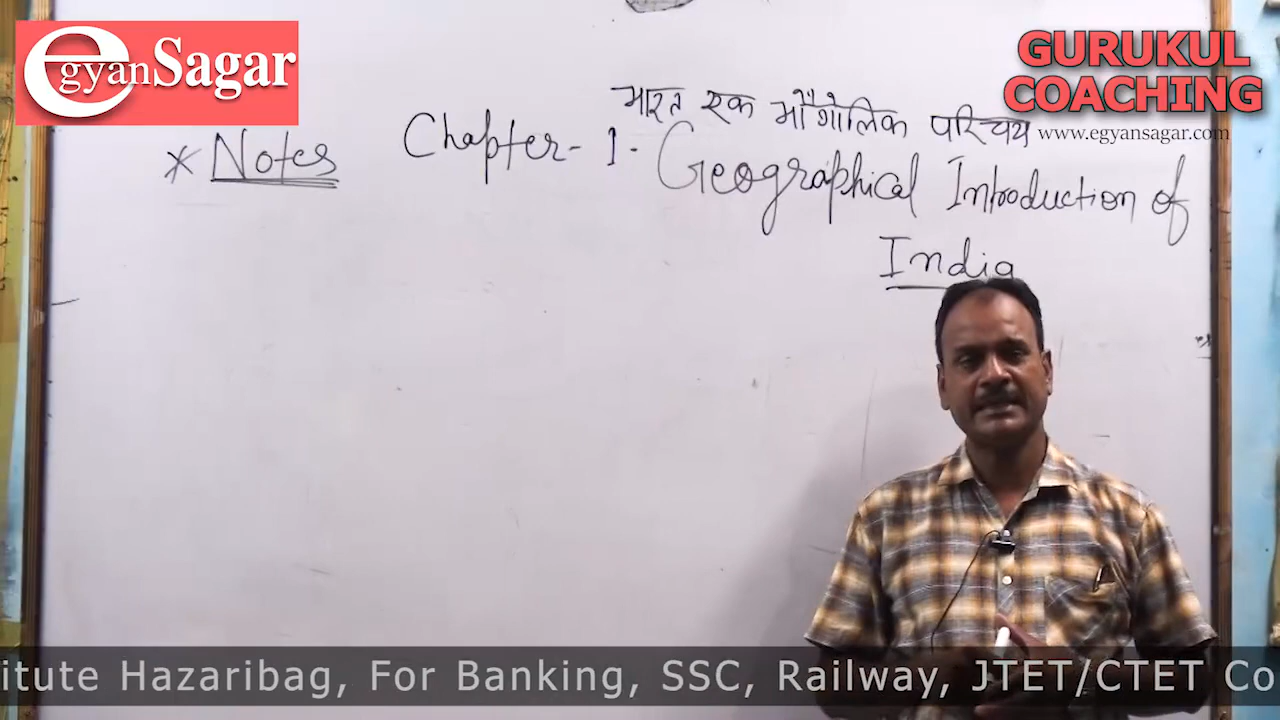 egyanSagar
GURUKUL
COACHING
www.egyansagar.com
भारत एक भौगोलिक परिचय
* Notes Chapter - 1 - Geographical Introduction of
India
itute Hazaribag, For Banking, SSC, Railway, JTET/CTET Co